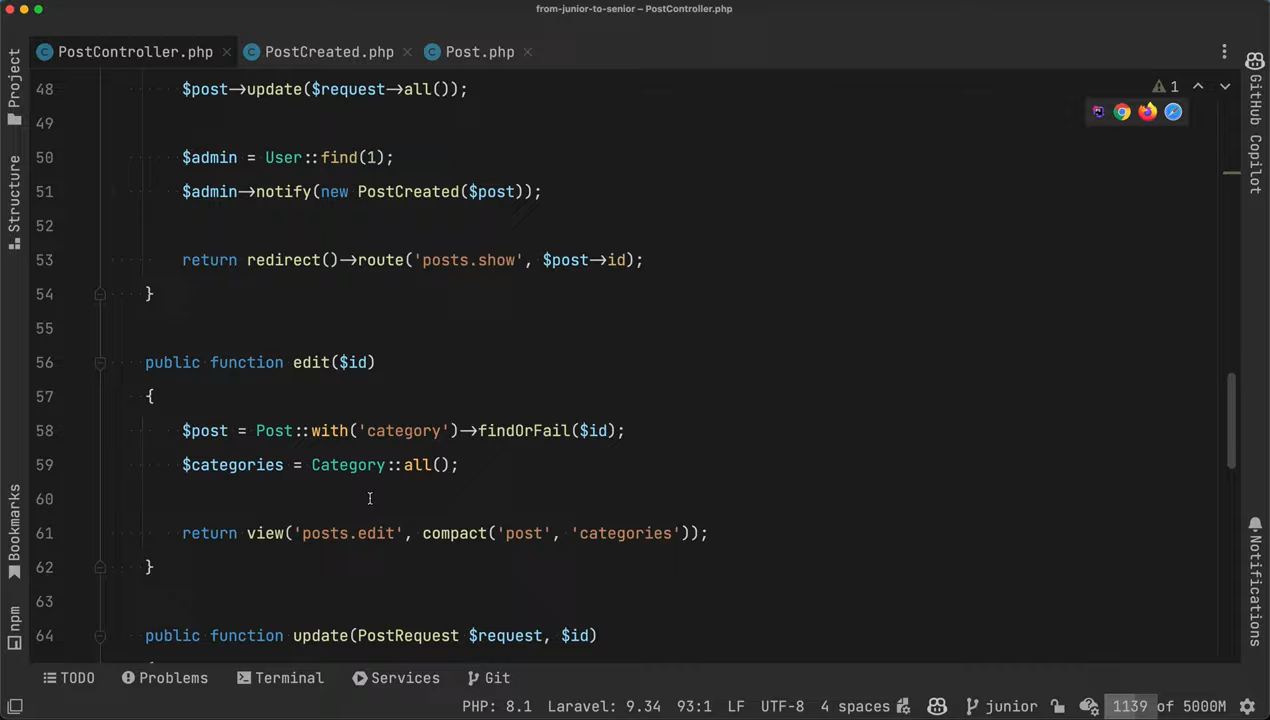 from-junior-to-senior – PostController.php
PostController.php
PostCreated.php
Post.php
Project
Structure
Bookmarks
npm
48 $post->update($request->all());
49
50 $admin = User::find(1);
51 $admin->notify(new PostCreated($post));
52
53 return redirect()->route('posts.show', $post->id);
54 }
55
56 public function edit($id)
57 {
58 $post = Post::with('category')->findOrFail($id);
59 $categories = Category::all();
60
61 return view('posts.edit', compact('post', 'categories'));
62 }
63
64 public function update(PostRequest $request, $id)
1
GitHub Copilot
Notifications
TODO Problems Terminal Services Git
PHP: 8.1 Laravel: 9.34 93:1 LF UTF-8 4 spaces junior 1139 of 5000M